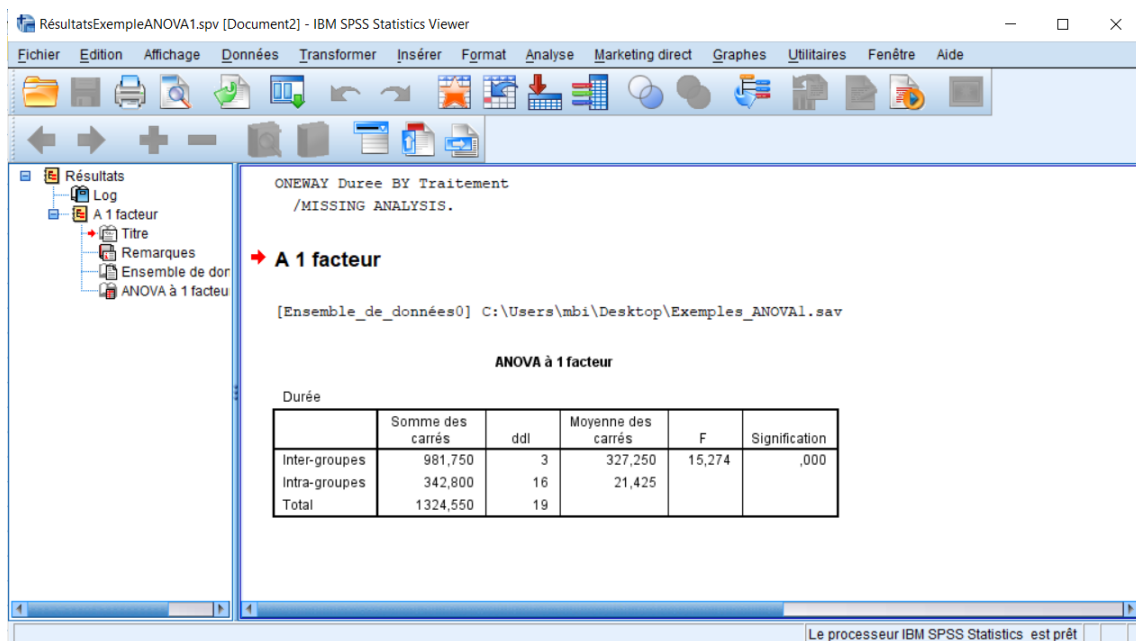 RésultatsExempleANOVA1.spv [Document2] - IBM SPSS Statistics Viewer
Fichier Edition Affichage Données Transformer Insérer Format Analyse Marketing direct Graphes Utilitaires Fenêtre Aide
Résultats
Log
A 1 facteur
Titre
Remarques
Ensemble de don
ANOVA à 1 facteu
ONEWAY Duree BY Traitement
/MISSING ANALYSIS.
A 1 facteur
[Ensemble_de_données0] C:\Users\mbi\Desktop\Exemples_ANOVA1.sav
ANOVA à 1 facteur
Durée
Somme des carrés ddl Moyenne des carrés F Signification
Inter-groupes 981,750 3 327,250 15,274 ,000
Intra-groupes 342,800 16 21,425
Total 1324,550 19
Le processeur IBM SPSS Statistics est prêt